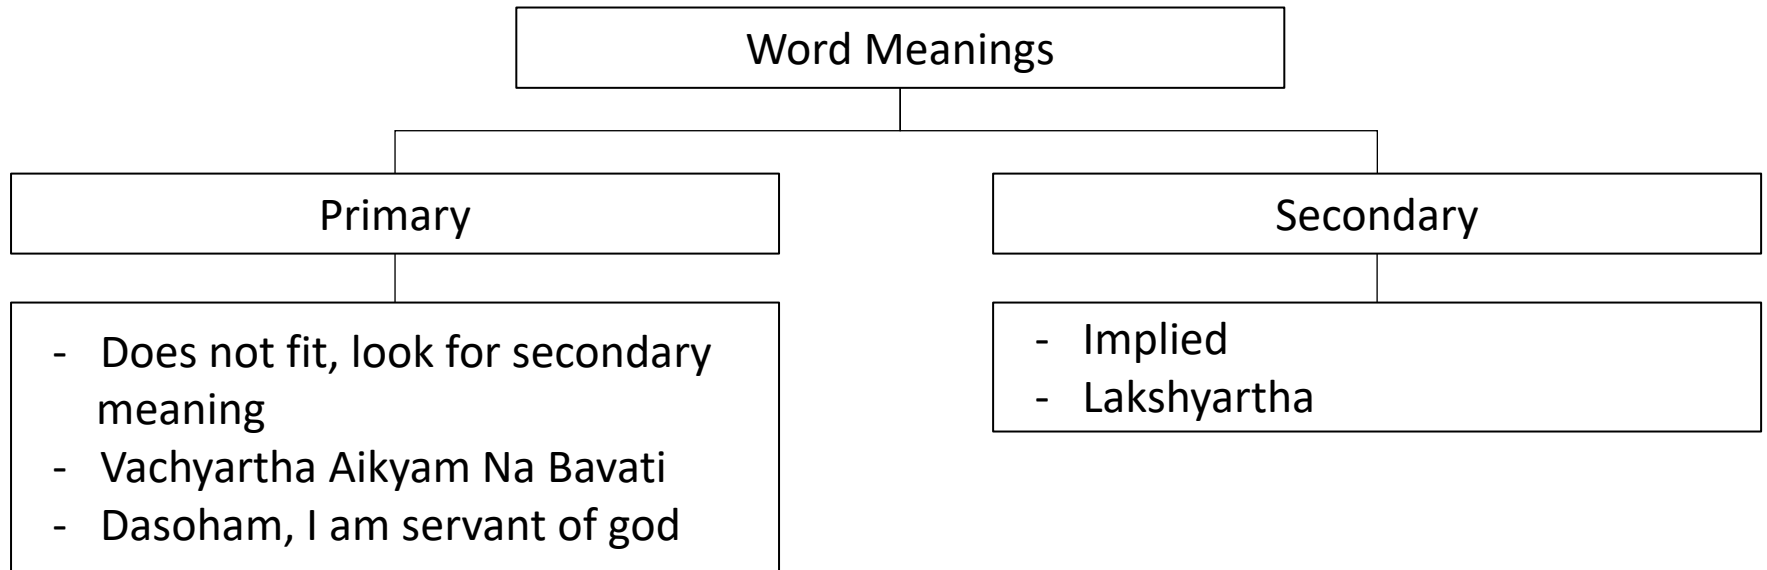 Word Meanings
Primary
Secondary
- Does not fit, look for secondary
meaning
- Vachyartha Aikyam Na Bavati
- Dasoham, I am servant of god
- Implied
- Lakshyartha